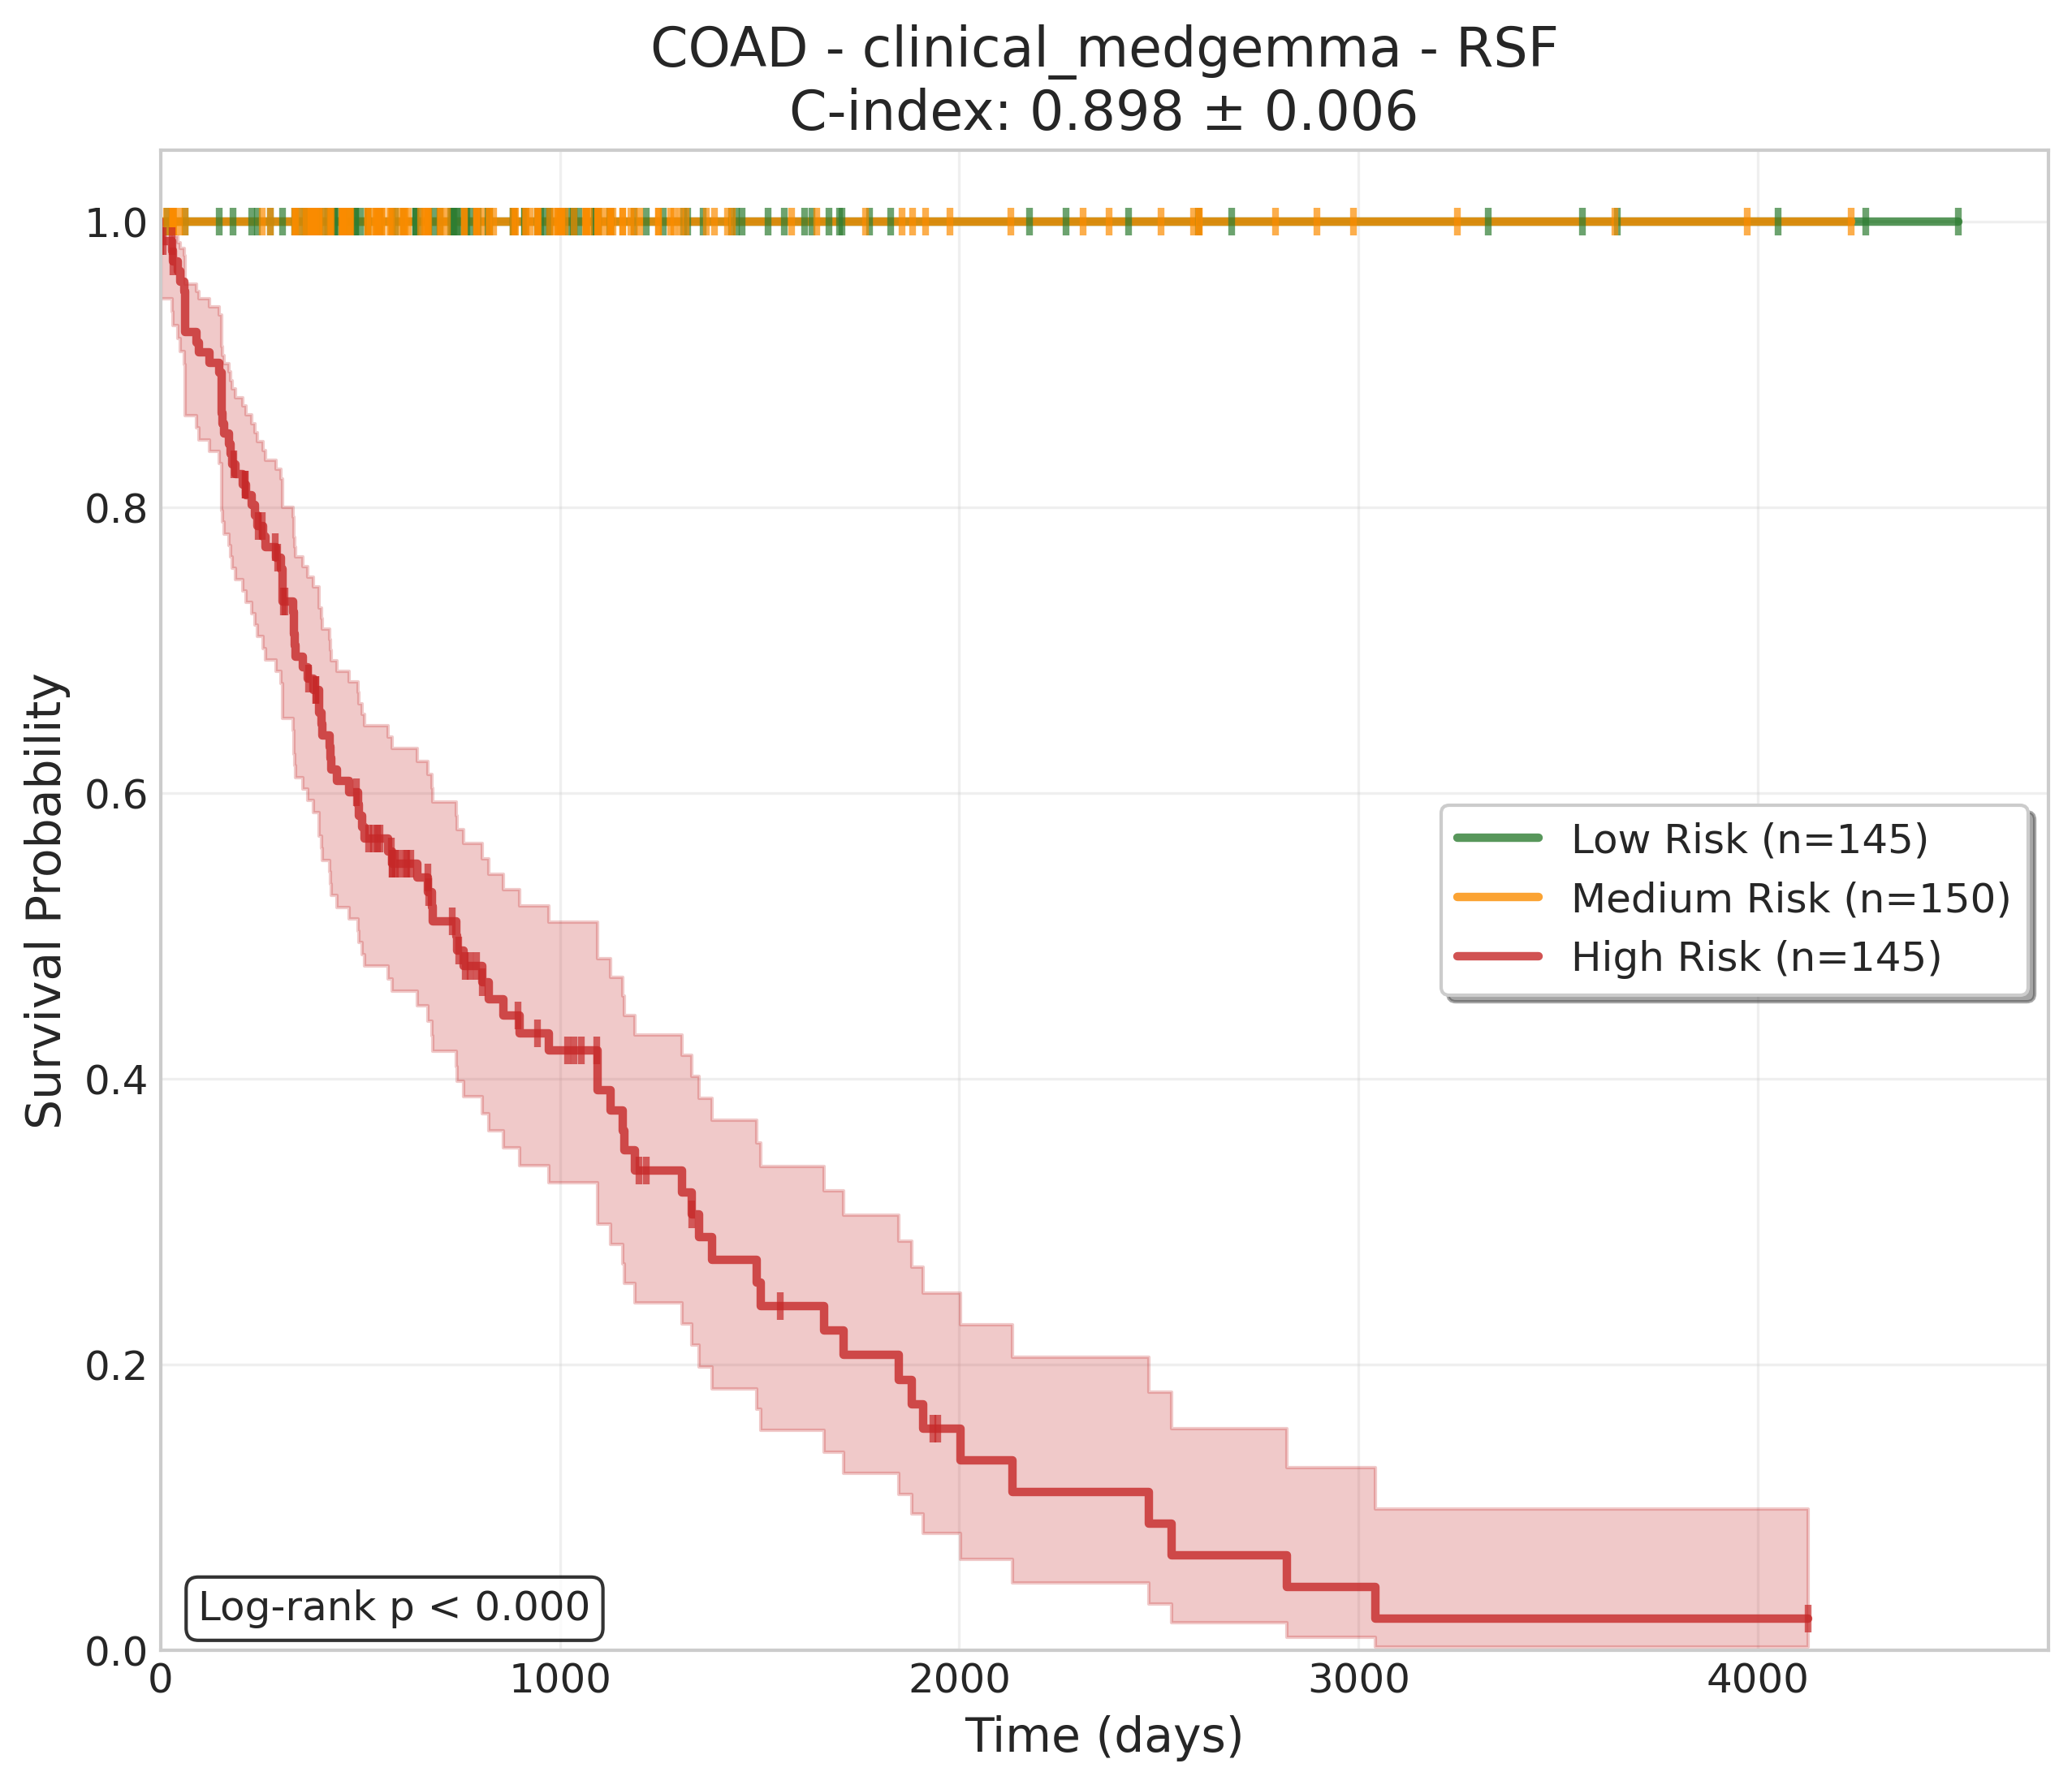 COAD - clinical_medgemma - RSF
C-index: 0.898 ± 0.006
Survival Probability
1.0
0.8
0.6
0.4
0.2
0.0
Low Risk (n=145)
Medium Risk (n=150)
High Risk (n=145)
Log-rank p < 0.000
0 1000 2000 3000 4000
Time (days)